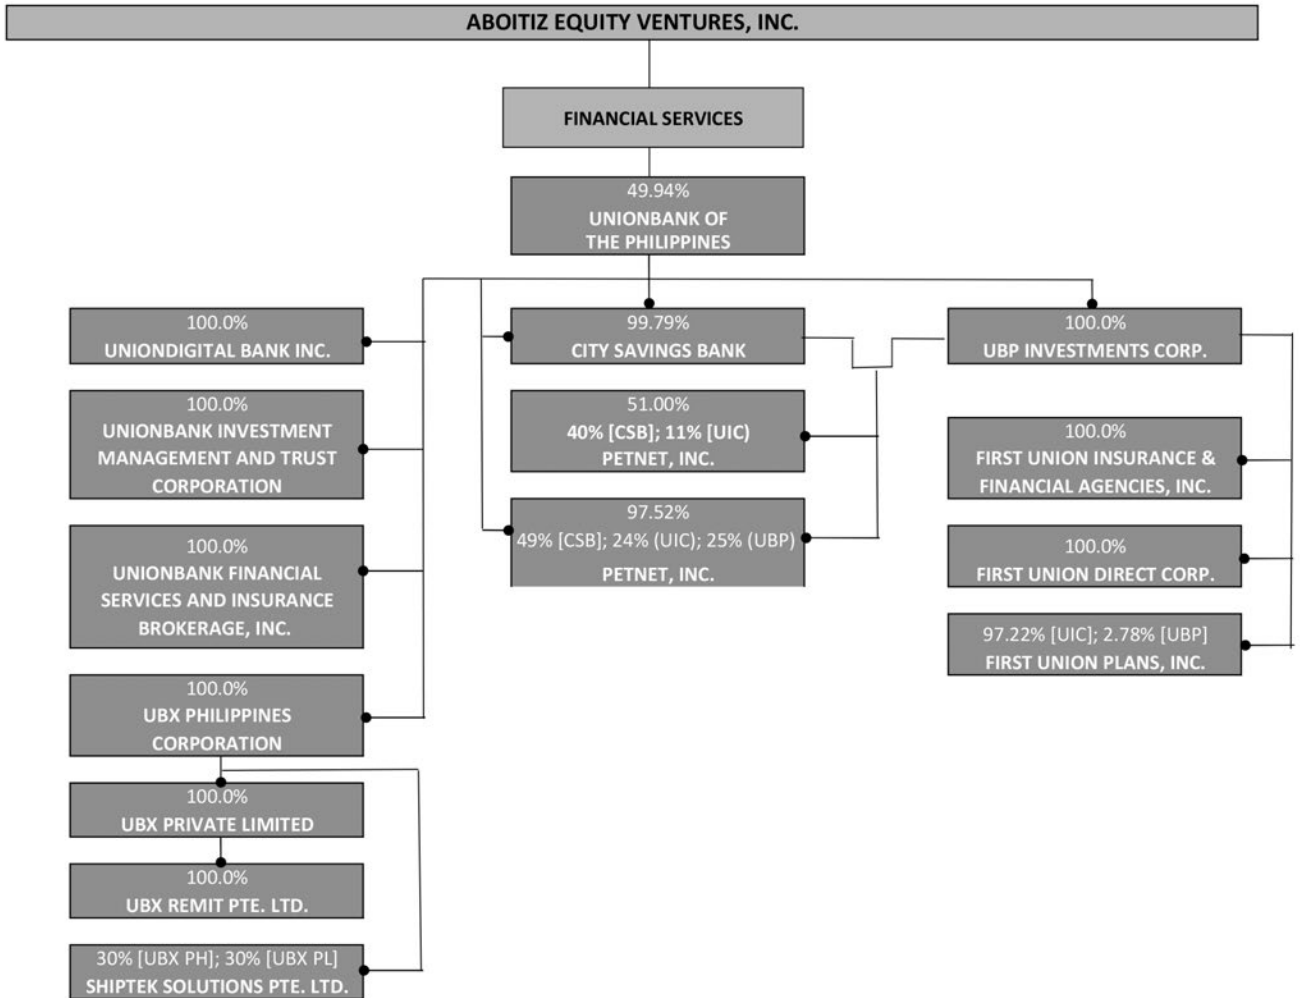 ABOITIZ EQUITY VENTURES, INC.
FINANCIAL SERVICES
49.94%
UNIONBANK OF
THE PHILIPPINES
100.0%
UNIONDIGITAL BANK INC.
100.0%
UNIONBANK INVESTMENT
MANAGEMENT AND TRUST
CORPORATION
100.0%
UNIONBANK FINANCIAL
SERVICES AND INSURANCE
BROKERAGE, INC.
100.0%
UBX PHILIPPINES
CORPORATION
100.0%
UBX PRIVATE LIMITED
100.0%
UBX REMIT PTE. LTD.
30% [UBX PH]; 30% [UBX PL]
SHIPTEK SOLUTIONS PTE. LTD.
99.79%
CITY SAVINGS BANK
51.00%
40% [CSB]; 11% [UIC)
PETNET, INC.
97.52%
49% [CSB]; 24% (UIC); 25% (UBP)
PETNET, INC.
100.0%
UBP INVESTMENTS CORP.
100.0%
FIRST UNION INSURANCE &
FINANCIAL AGENCIES, INC.
100.0%
FIRST UNION DIRECT CORP.
97.22% [UIC]; 2.78% [UBP]
FIRST UNION PLANS, INC.